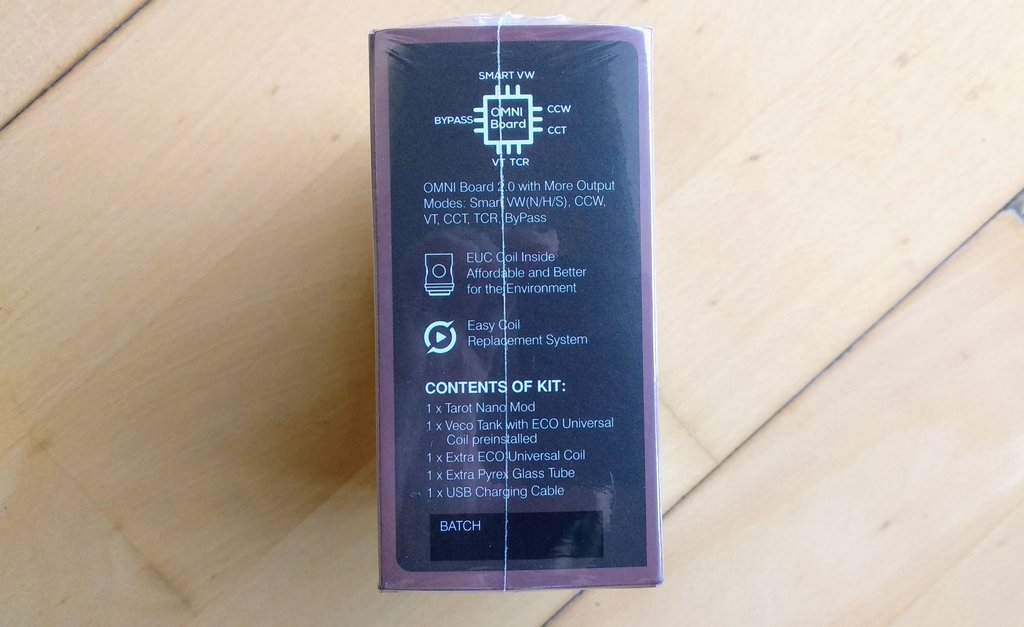 SMART VW
OMNI
Board
BYPASS
CCW
CCT
VT TCR
OMNI Board 2.0 with More Output
Modes: Smart VW(N/H/S), CCW,
VT, CCT, TCR, ByPass
EUC Coil Inside
Affordable and Better
for the Environment
Easy Coil
Replacement System
CONTENTS OF KIT:
1 x Tarot Nano Mod
1 x Veco Tank with ECO Universal
Coil preinstalled
1 x Extra ECO Universal Coil
1 x Extra Pyrex Glass Tube
1 x USB Charging Cable
BATCH